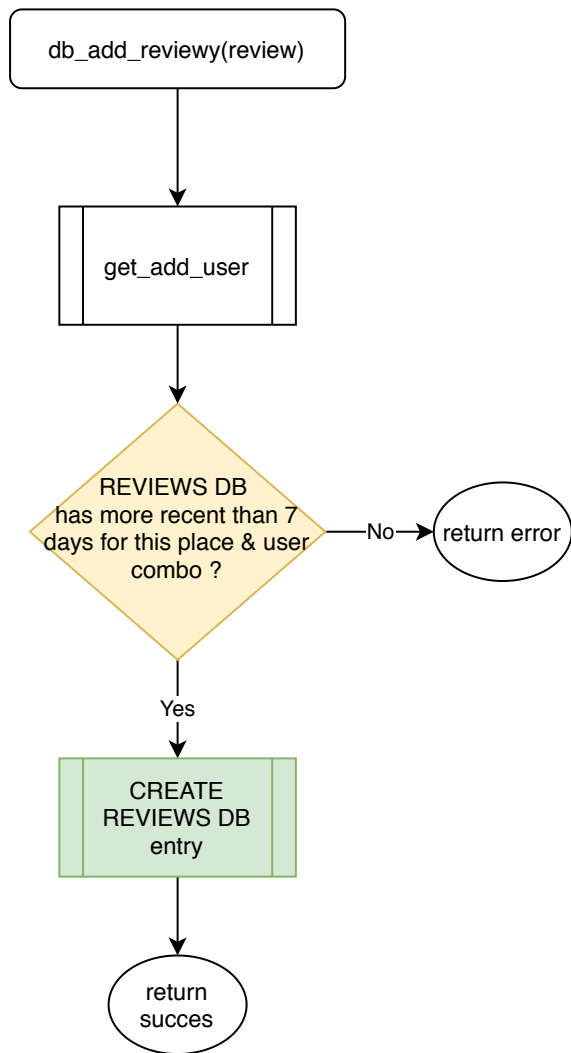 db_add_reviewy(review)
get_add_user
REVIEWS DB
has more recent than 7
days for this place & user
combo ?
No
return error
Yes
CREATE
REVIEWS DB
entry
return
succes